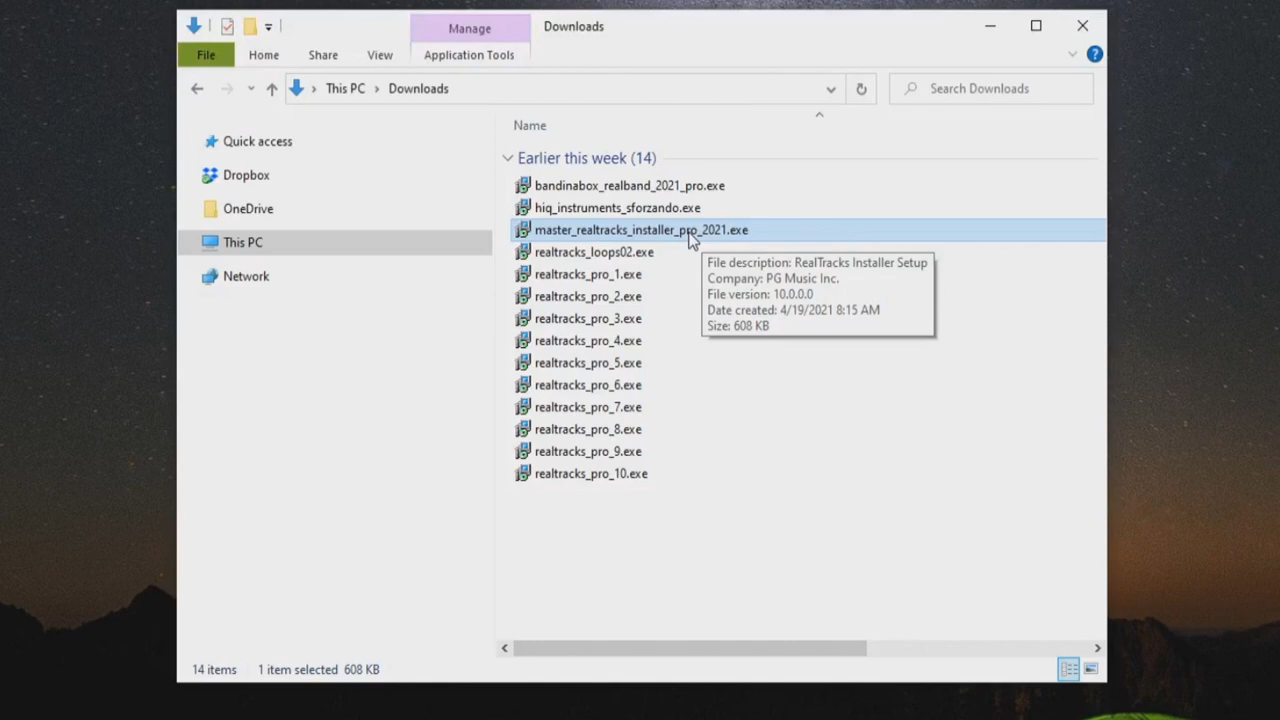 Manage
Downloads
File
Home
Share
View
Application Tools
This PC
Downloads
Search Downloads
Quick access
Dropbox
OneDrive
This PC
Network
Name
Earlier this week (14)
bandinabox_realband_2021_pro.exe
hiq_instruments_sforzando.exe
master_realtracks_installer_pro_2021.exe
realtracks_loops02.exe
realtracks_pro_1.exe
realtracks_pro_2.exe
realtracks_pro_3.exe
realtracks_pro_4.exe
realtracks_pro_5.exe
realtracks_pro_6.exe
realtracks_pro_7.exe
realtracks_pro_8.exe
realtracks_pro_9.exe
realtracks_pro_10.exe
File description: RealTracks Installer Setup
Company: PG Music Inc.
File version: 10.0.0.0
Date created: 4/19/2021 8:15 AM
Size: 608 KB
14 items
1 item selected 608 KB